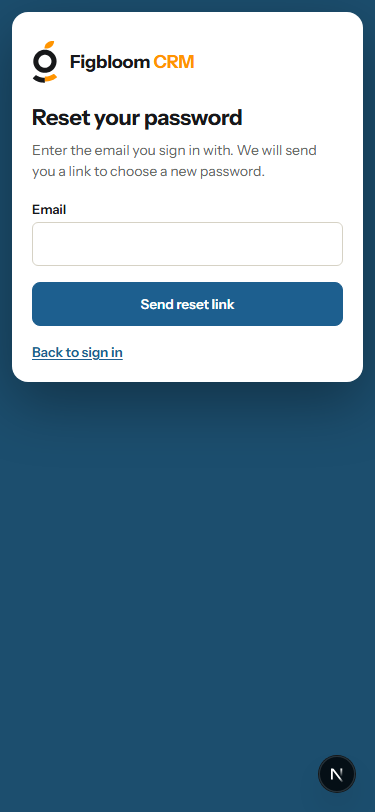 Figbloom CRM
Reset your password
Enter the email you sign in with. We will send
you a link to choose a new password.
Email
Send reset link
Back to sign in
N